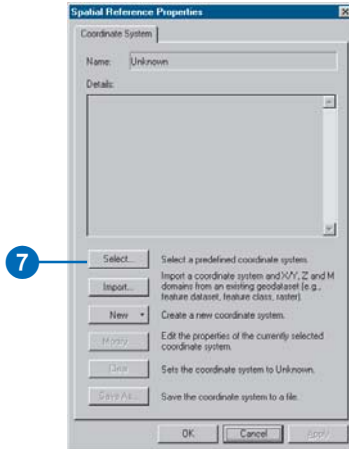 Spatial Reference Properties
Coordinate System
Name: Unknown
Details:
7
Select... Select a predefined coordinate system.
Import... Import a coordinate system and X/Y, Z and M
domains from an existing geodataset (e.g.,
feature dataset, feature class, raster).
New Create a new coordinate system.
Modify... Edit the properties of the currently selected
coordinate system.
Clear Sets the coordinate system to Unknown.
Save As... Save the coordinate system to a file.
OK Cancel Apply